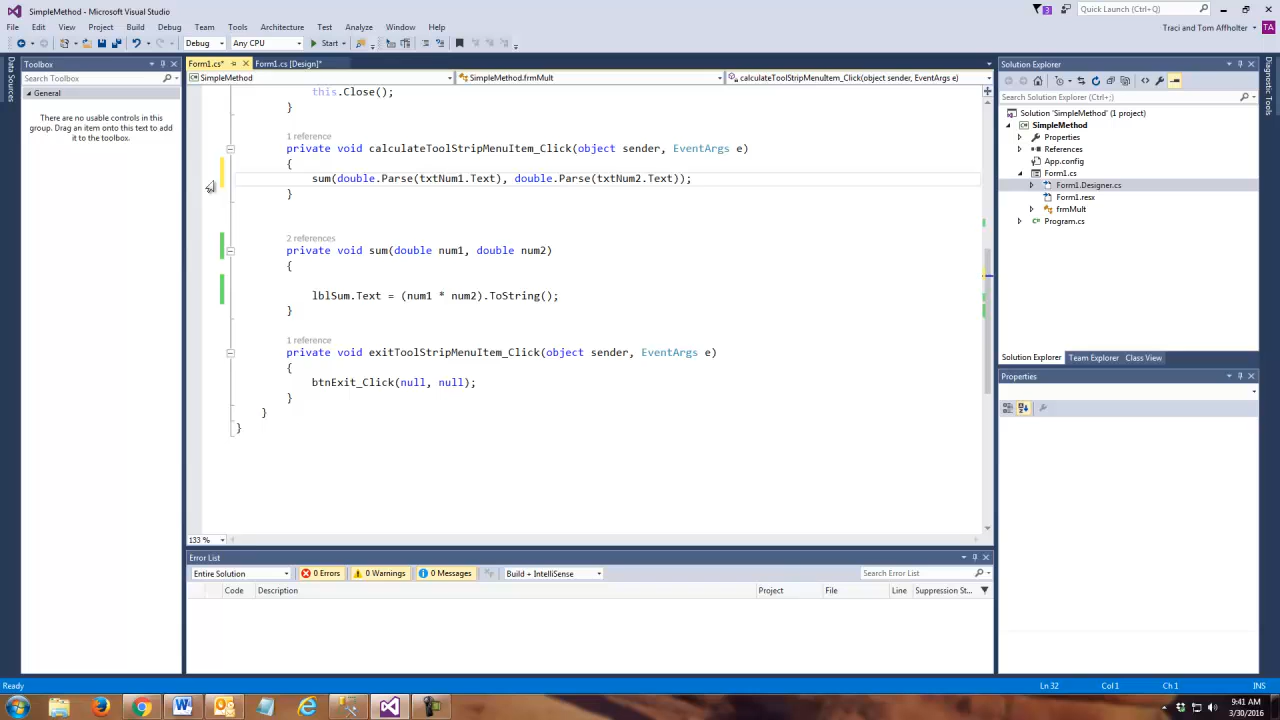 SimpleMethod - Microsoft Visual Studio
3
Quick Launch (Ctrl+Q)
File Edit View Project Build Debug Team Tools Architecture Test Analyze Window Help
Traci and Tom Affholter
TA
Debug Any CPU Start
Data Sources
Toolbox
Search Toolbox
General
There are no usable controls in this
group. Drag an item onto this text to add
it to the toolbox.
Form1.cs* Form1.cs [Design]*
SimpleMethod SimpleMethod.frmMult calculateToolStripMenuItem_Click(object sender, EventArgs e)
this.Close();
}
1 reference
private void calculateToolStripMenuItem_Click(object sender, EventArgs e)
{
sum(double.Parse(txtNum1.Text), double.Parse(txtNum2.Text));
}
2 references
private void sum(double num1, double num2)
{
lblSum.Text = (num1 * num2).ToString();
}
1 reference
private void exitToolStripMenuItem_Click(object sender, EventArgs e)
{
btnExit_Click(null, null);
}
}
}
133 %
Error List
Entire Solution 0 Errors 0 Warnings 0 Messages Build + IntelliSense Search Error List
Code Description Project File Line Suppression St...
Solution Explorer
Search Solution Explorer (Ctrl+;)
Solution 'SimpleMethod' (1 project)
SimpleMethod
Properties
References
App.config
Form1.cs
Form1.Designer.cs
Form1.resx
frmMult
Program.cs
Solution Explorer Team Explorer Class View
Properties
Diagnostic Tools
Ready Ln 32 Col 1 Ch 1 INS
9:41 AM
3/30/2016